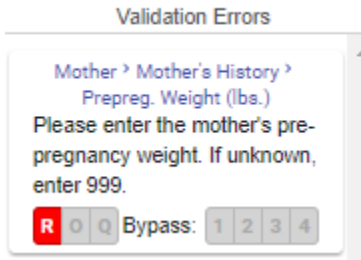 Validation Errors
Mother > Mother's History >
Prepreg. Weight (lbs.)
Please enter the mother's pre-
pregnancy weight. If unknown,
enter 999.
R O Q Bypass: 1 2 3 4